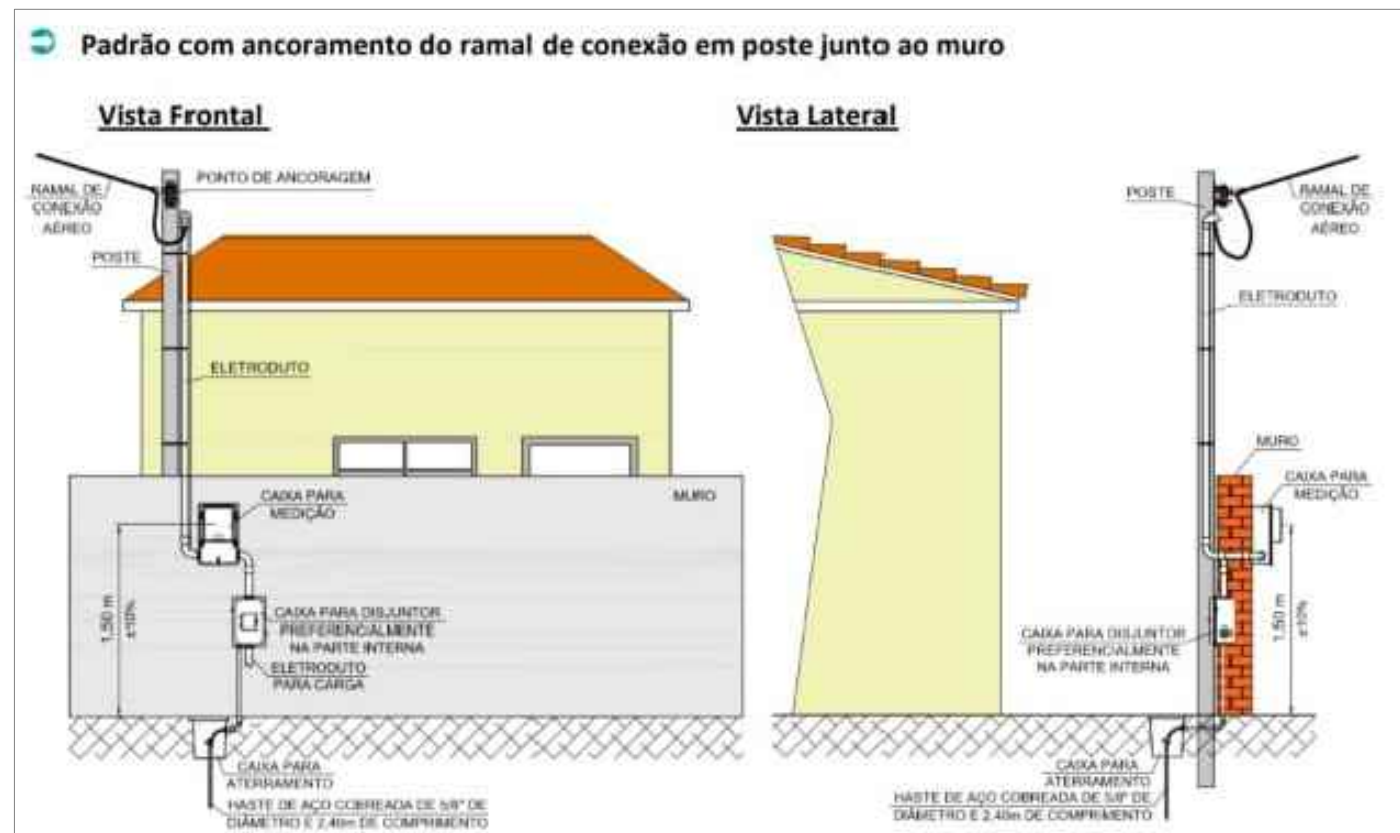 Padrão com ancoramento do ramal de conexão em poste junto ao muro
Vista Frontal
RAMAL DE
CONEXÃO
AÉREO
PONTO DE ANCORAGEM
POSTE
ELETRODUTO
CAIXA PARA
MEDIÇÃO
MURO
1,50 m
±10%
CAIXA PARA DISJUNTOR
PREFERENCIALMENTE
NA PARTE INTERNA
ELETRODUTO
PARA CARGA
CAIXA PARA
ATERRAMENTO
HASTE DE AÇO COBREADA DE 5/8" DE
DIÂMETRO E 2,40m DE COMPRIMENTO
Vista Lateral
POSTE
RAMAL DE
CONEXÃO
AÉREO
ELETRODUTO
MURO
CAIXA PARA
MEDIÇÃO
1,50 m
±10%
CAIXA PARA DISJUNTOR
PREFERENCIALMENTE
NA PARTE INTERNA
CAIXA PARA
ATERRAMENTO
HASTE DE AÇO COBREADA DE 5/8" DE
DIÂMETRO E 2,40m DE COMPRIMENTO